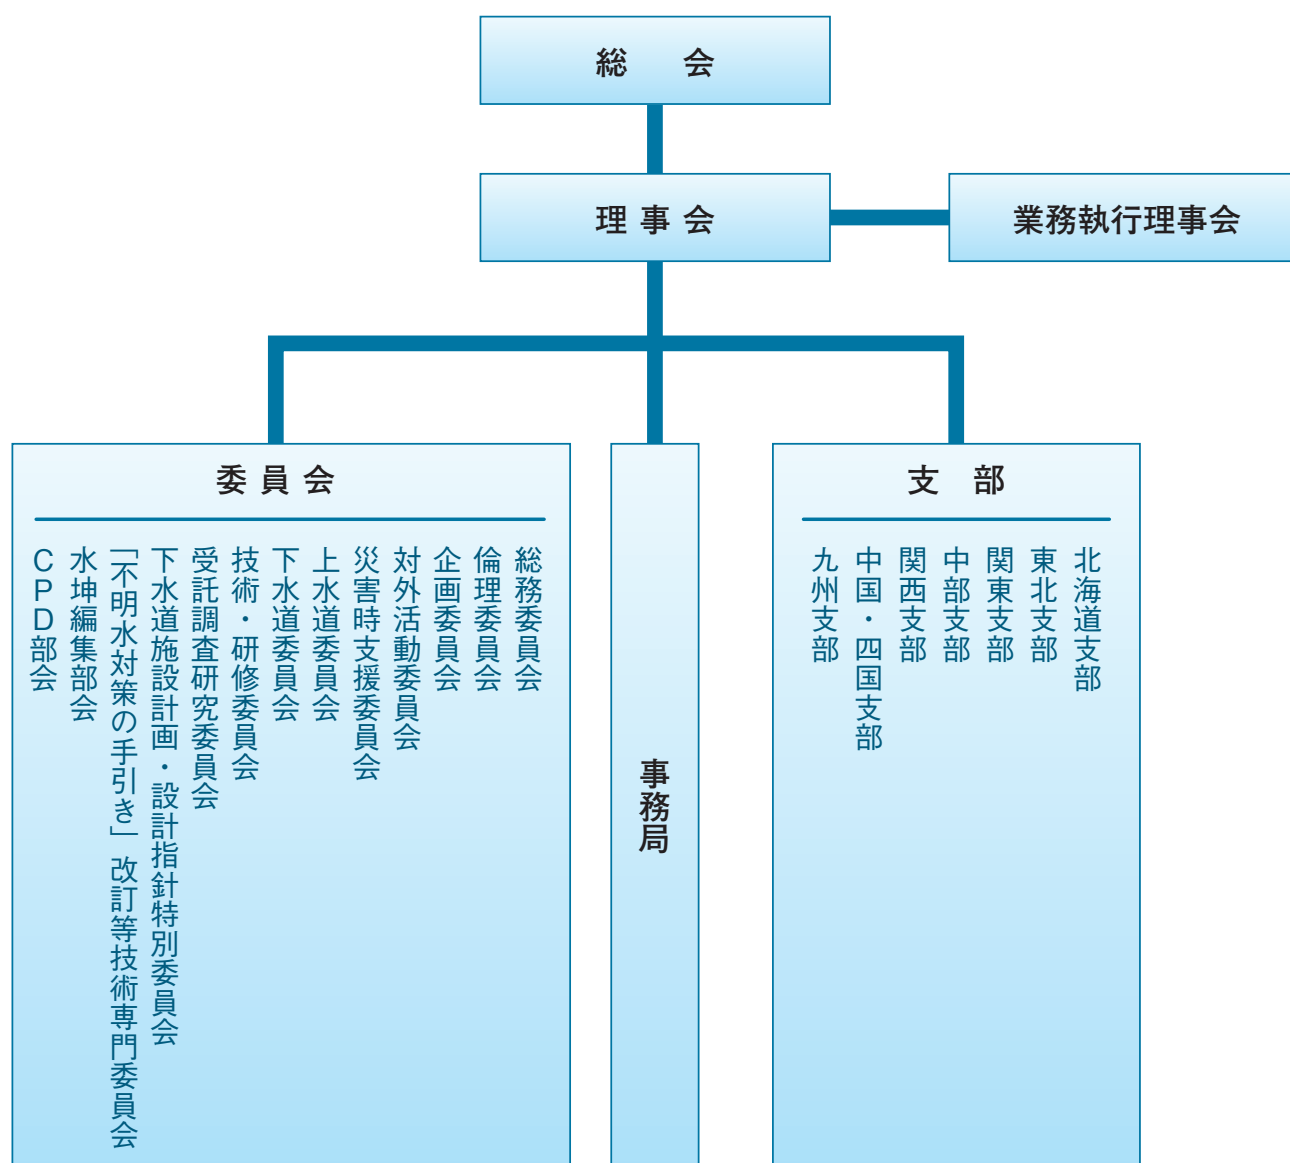 総　会
理事会
業務執行理事会
委員会
総務委員会
倫理委員会
企画委員会
対外活動委員会
災害時支援委員会
上水道委員会
下水道委員会
技術・研修委員会
受託調査研究委員会
下水道施設計画・設計指針特別委員会
「不明水対策の手引き」改訂等技術専門委員会
水坤編集部会
CPD部会
事務局
支　部
北海道支部
東北支部
関東支部
中部支部
関西支部
中国・四国支部
九州支部